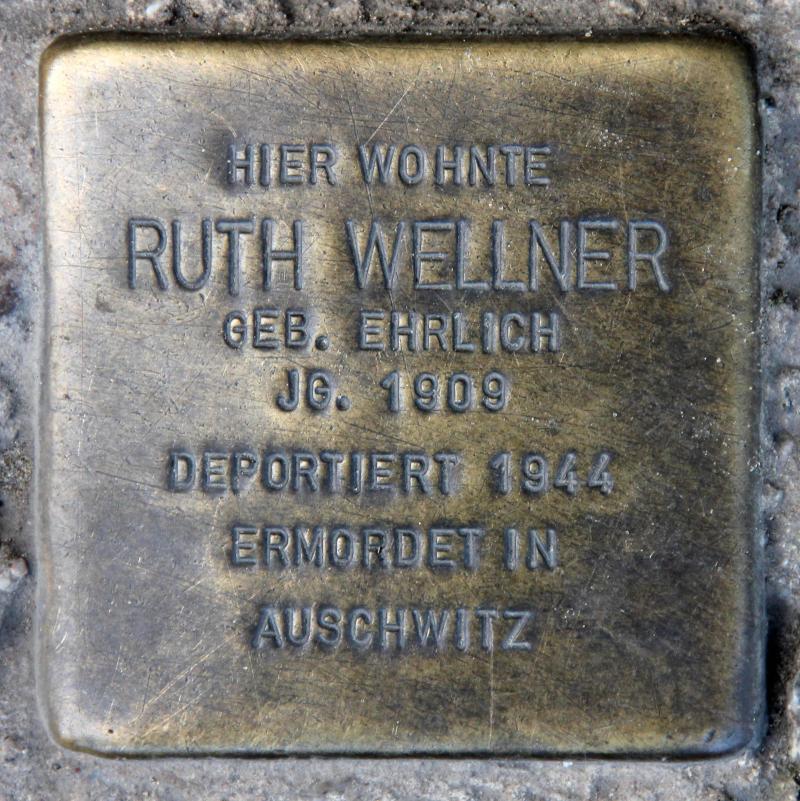 HIER WOHNTE
RUTH WELLNER
GEB. EHRLICH
JG. 1909
DEPORTIERT 1944
ERMORDET IN
AUSCHWITZ